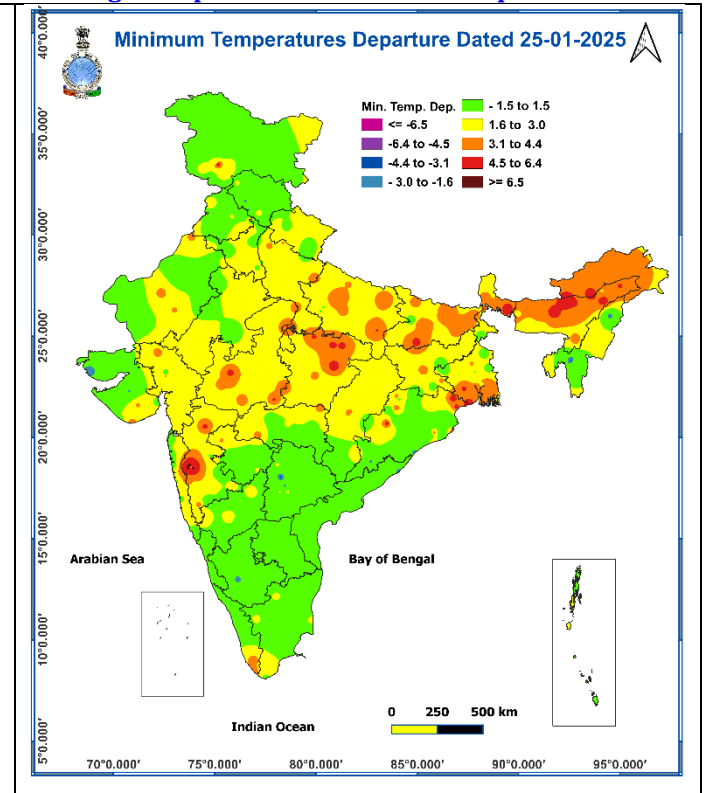 Minimum Temperatures Departure Dated 25-01-2025
Min. Temp. Dep.
<= -6.5
-6.4 to -4.5
-4.4 to -3.1
- 3.0 to -1.6
- 1.5 to 1.5
1.6 to 3.0
3.1 to 4.4
4.5 to 6.4
>= 6.5
40°0.000'
35°0.000'
30°0.000'
25°0.000'
20°0.000'
15°0.000'
10°0.000'
5°0.000'
Arabian Sea
Bay of Bengal
Indian Ocean
0 250 500 km
70°0.000' 75°0.000' 80°0.000' 85°0.000' 90°0.000' 95°0.000'